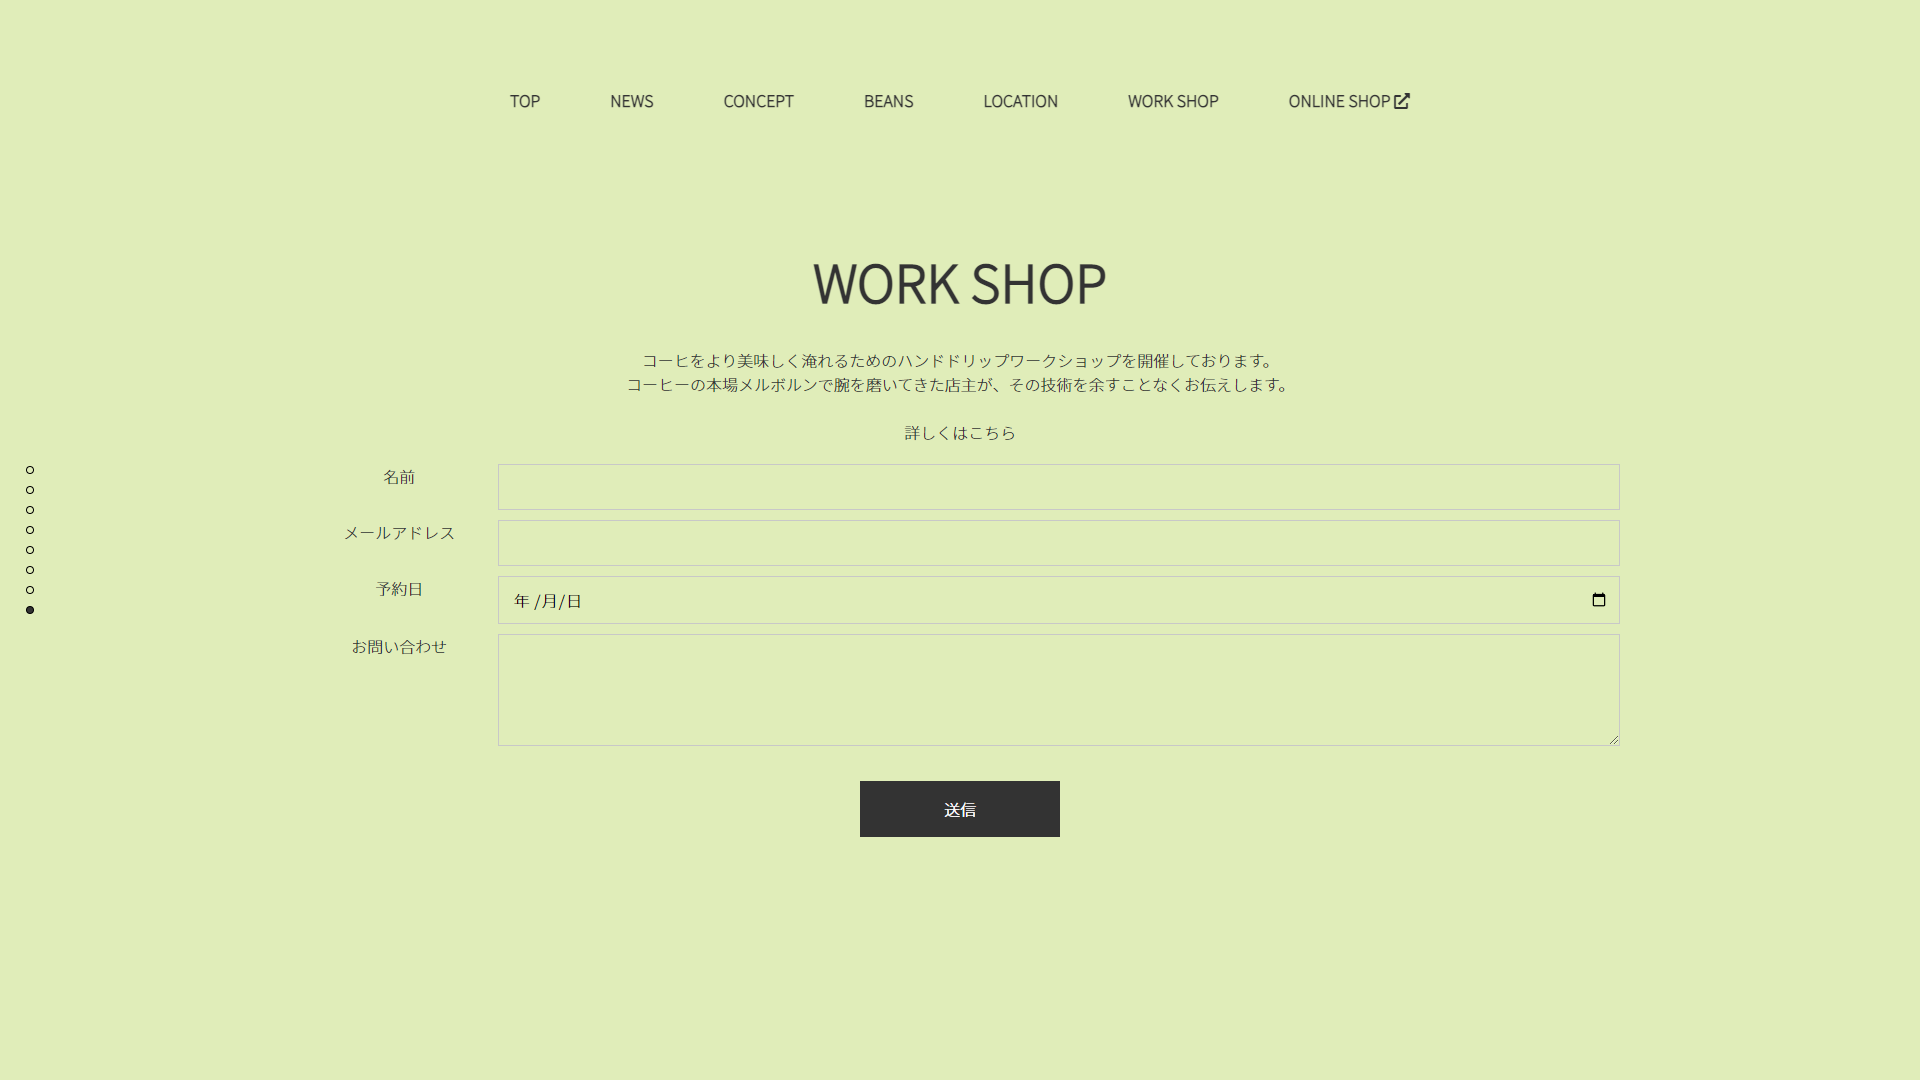 TOP NEWS CONCEPT BEANS LOCATION WORK SHOP ONLINE SHOP
WORK SHOP
コーヒをより美味しく淹れるためのハンドドリップワークショップを開催しております。
コーヒーの本場メルボルンで腕を磨いてきた店主が、その技術を余すことなくお伝えします。
詳しくはこちら
名前
メールアドレス
予約日
年 /月/日
お問い合わせ
送信